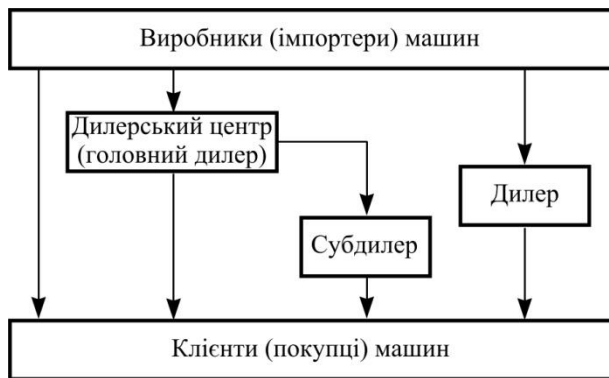 Виробники (імпортери) машин
Дилерський центр
(головний дилер)
Дилер
Субдилер
Клієнти (покупці) машин